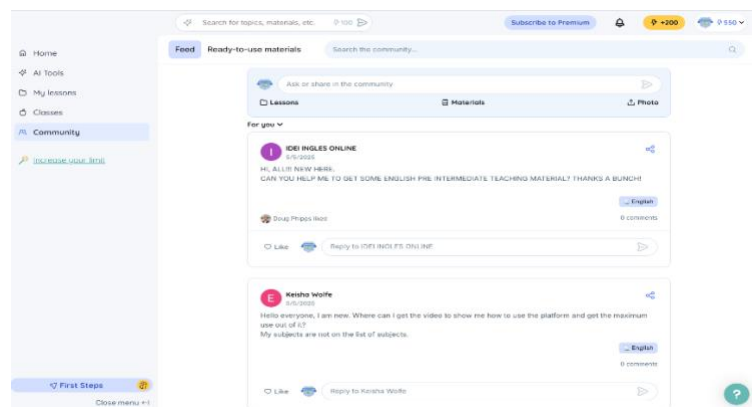 Search for topics, materials, etc. 100
Subscribe to Premium
+200
550
Home
AI Tools
My lessons
Classes
Community
Increase your limit
Feed Ready-to-use materials Search the community...
Ask or share in the community
Lessons Materials Photo
For you
I IDEI INGLES ONLINE
5/5/2025
HI, ALL!!! NEW HERE.
CAN YOU HELP ME TO GET SOME ENGLISH PRE INTERMEDIATE TEACHING MATERIAL? THANKS A BUNCH!
English
Doug Phipps likes 0 comments
Like Reply to IDEI INGLES ONLINE
E Keisha Wolfe
5/5/2025
Hello everyone, I am new. Where can I get the video to show me how to use the platform and get the maximum
use out of it?
My subjects are not on the list of subjects.
English
0 comments
Like Reply to Keisha Wolfe
First Steps
Close menu
?